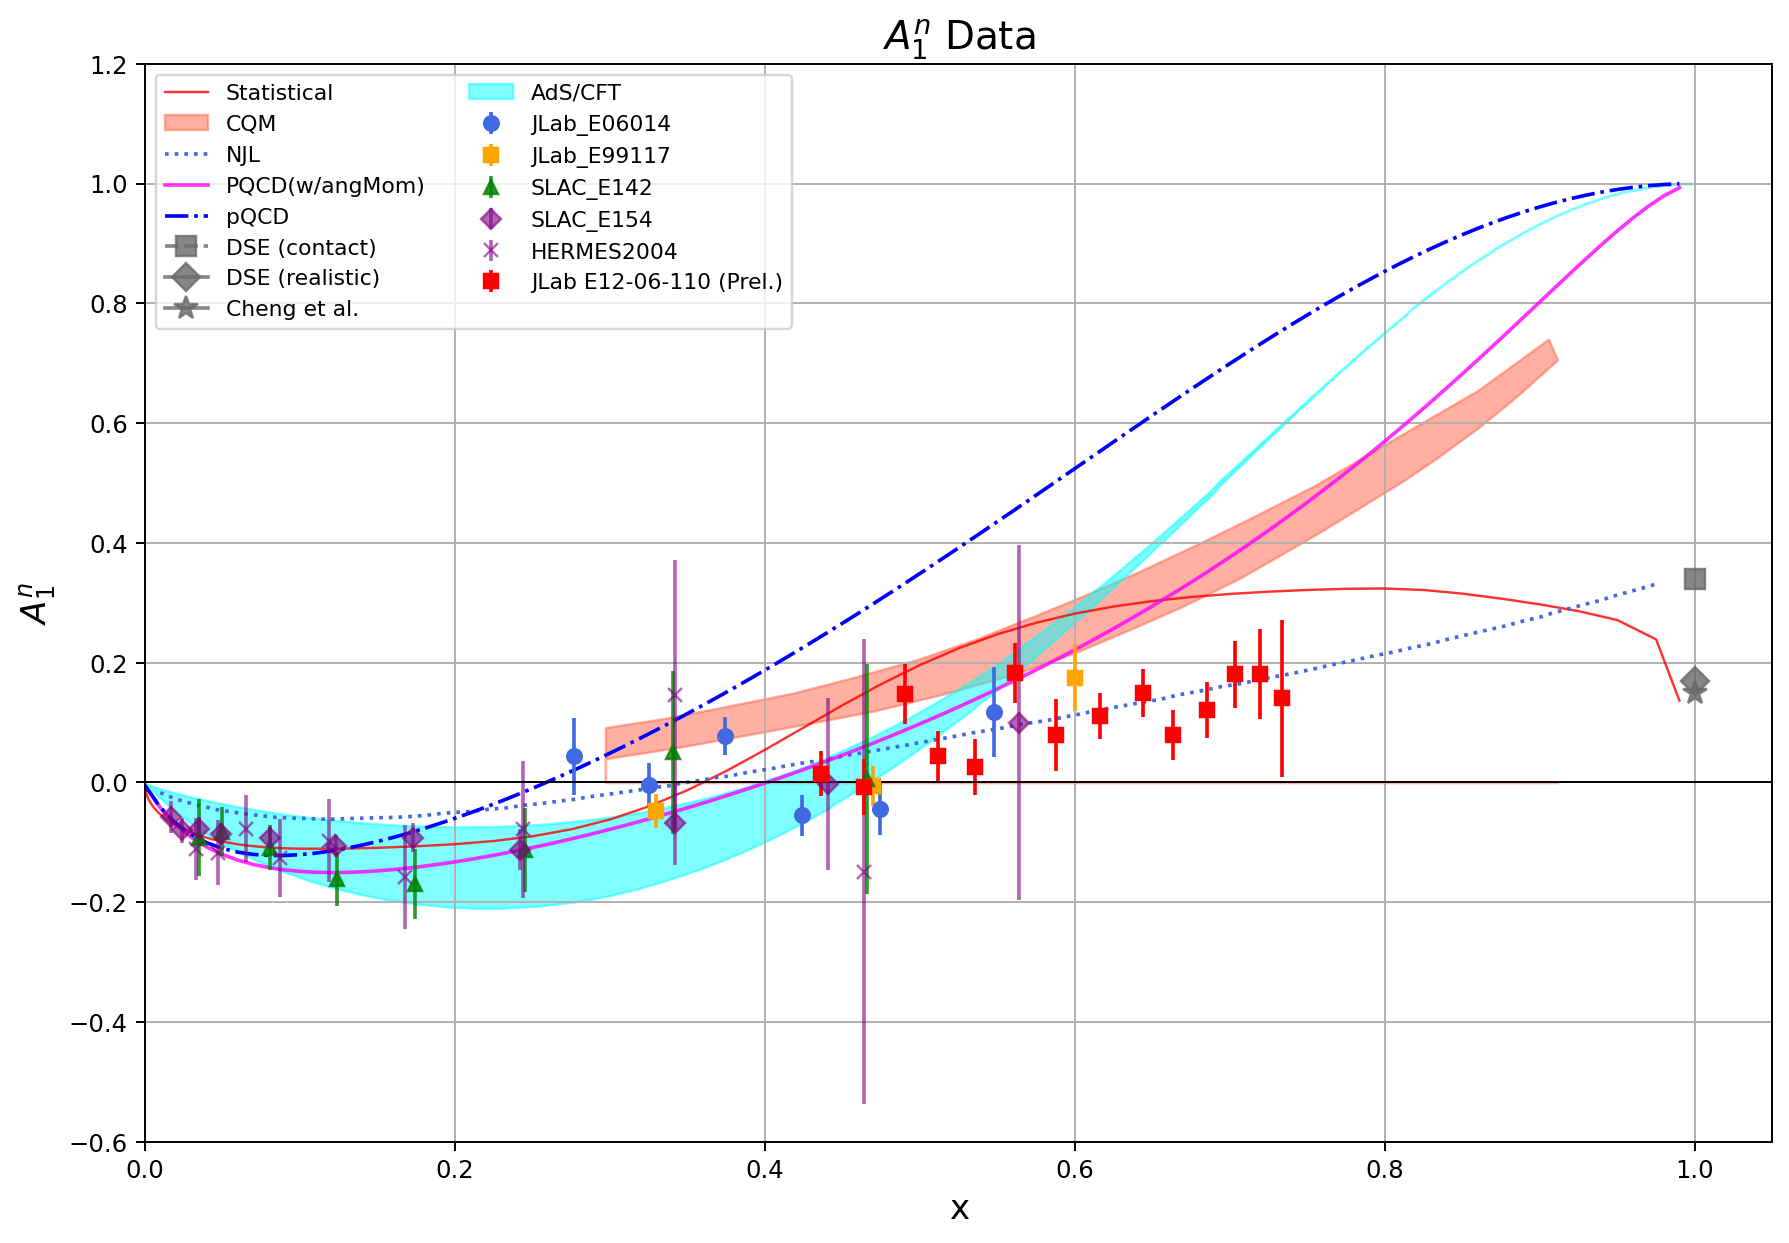 A₁ⁿ Data
1.2
1.0
0.8
0.6
0.4
0.2
0.0
−0.2
−0.4
−0.6
A₁ⁿ
Statistical
CQM
NJL
PQCD(w/angMom)
pQCD
DSE (contact)
DSE (realistic)
Cheng et al.
AdS/CFT
JLab_E06014
JLab_E99117
SLAC_E142
SLAC_E154
HERMES2004
JLab E12-06-110 (Prel.)
0.0 0.2 0.4 0.6 0.8 1.0
x